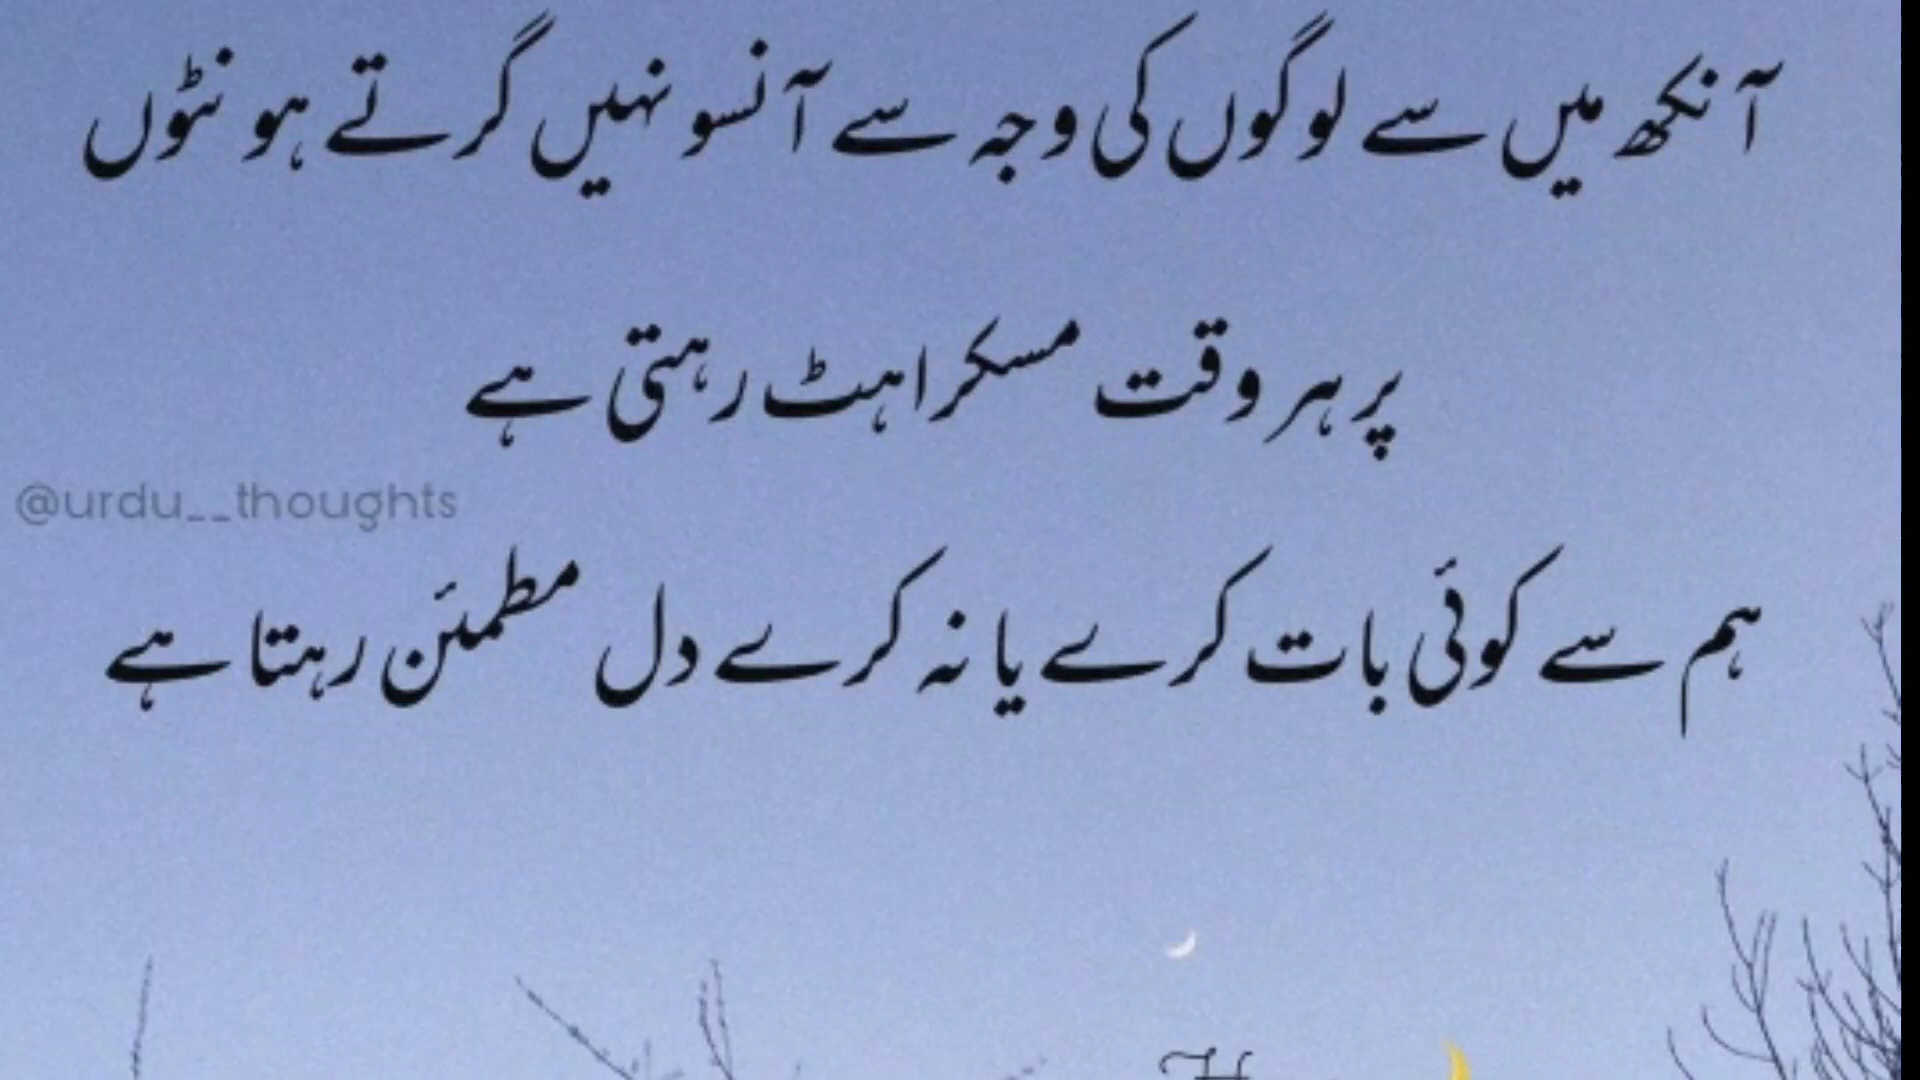 آنکھ میں سے لوگوں کی وجہ سے آنسو نہیں گرتے ہونٹوں
پر ہر وقت مسکراہٹ رہتی ہے
@urdu__thoughts
ہم سے کوئی بات کرے یا نہ کرے دل مطمئن رہتا ہے